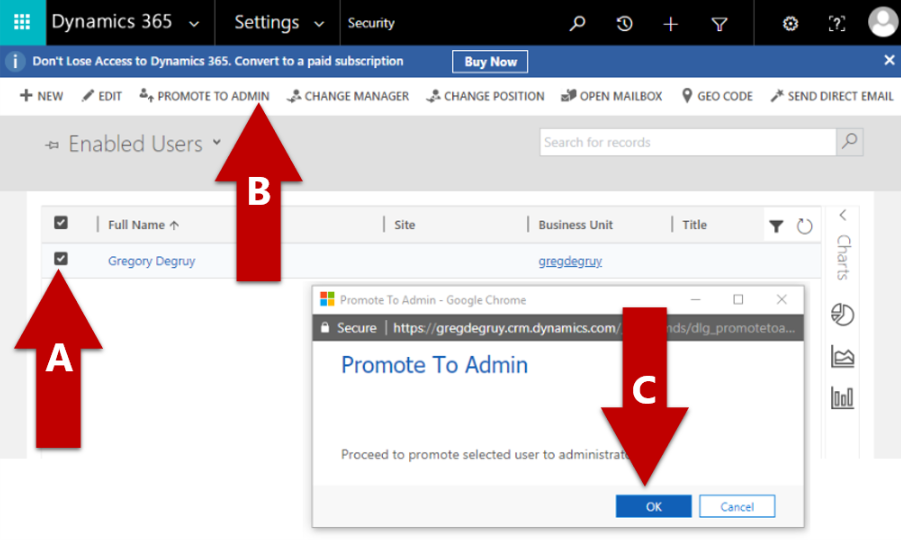 Dynamics 365 Settings Security
Don't Lose Access to Dynamics 365. Convert to a paid subscription Buy Now
NEW EDIT PROMOTE TO ADMIN CHANGE MANAGER CHANGE POSITION OPEN MAILBOX GEO CODE SEND DIRECT EMAIL
Enabled Users Search for records
B
Full Name ↑ Site Business Unit Title
Charts
Gregory Degruy gregdegruy
A
Promote To Admin - Google Chrome
Secure https://gregdegruy.crm.dynamics.com/ nds/dlg_promotetoa...
Promote To Admin
C
Proceed to promote selected user to administrat
OK Cancel